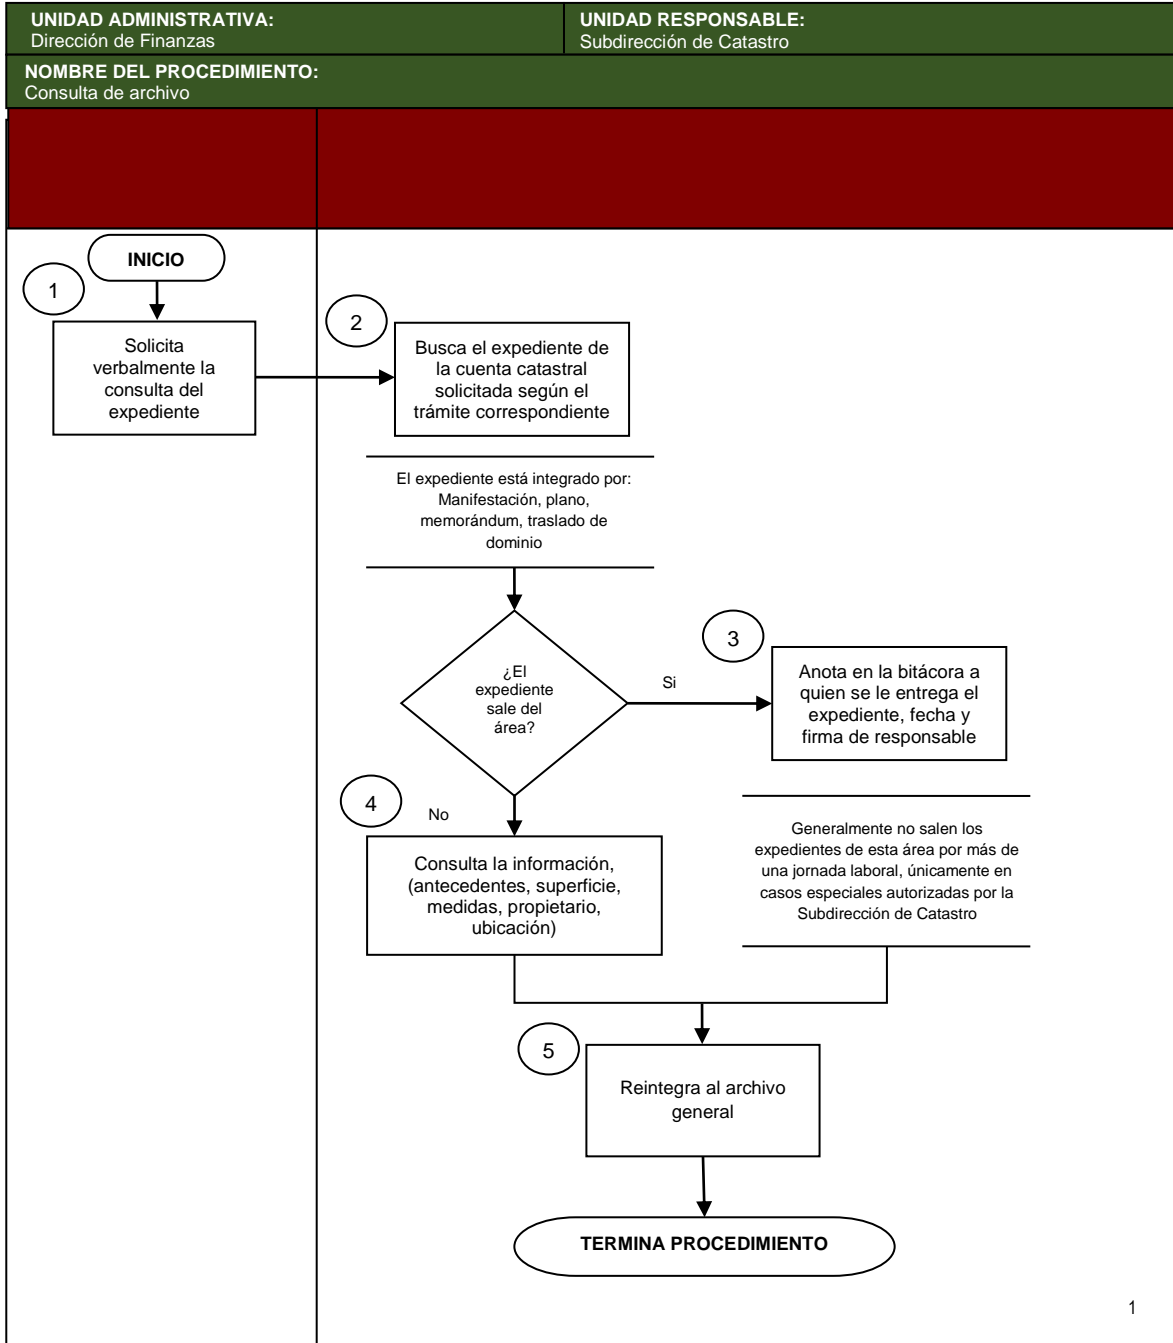 UNIDAD ADMINISTRATIVA:
Dirección de Finanzas
UNIDAD RESPONSABLE:
Subdirección de Catastro
NOMBRE DEL PROCEDIMIENTO:
Consulta de archivo
INICIO
1
Solicita
verbalmente la
consulta del
expediente
2
Busca el expediente de
la cuenta catastral
solicitada según el
trámite correspondiente
El expediente está integrado por:
Manifestación, plano,
memorándum, traslado de
dominio
¿El
expediente
sale del
área?
Si
3
Anota en la bitácora a
quien se le entrega el
expediente, fecha y
firma de responsable
Generalmente no salen los
expedientes de esta área por más de
una jornada laboral, únicamente en
casos especiales autorizadas por la
Subdirección de Catastro
No
4
Consulta la información,
(antecedentes, superficie,
medidas, propietario,
ubicación)
5
Reintegra al archivo
general
TERMINA PROCEDIMIENTO
1